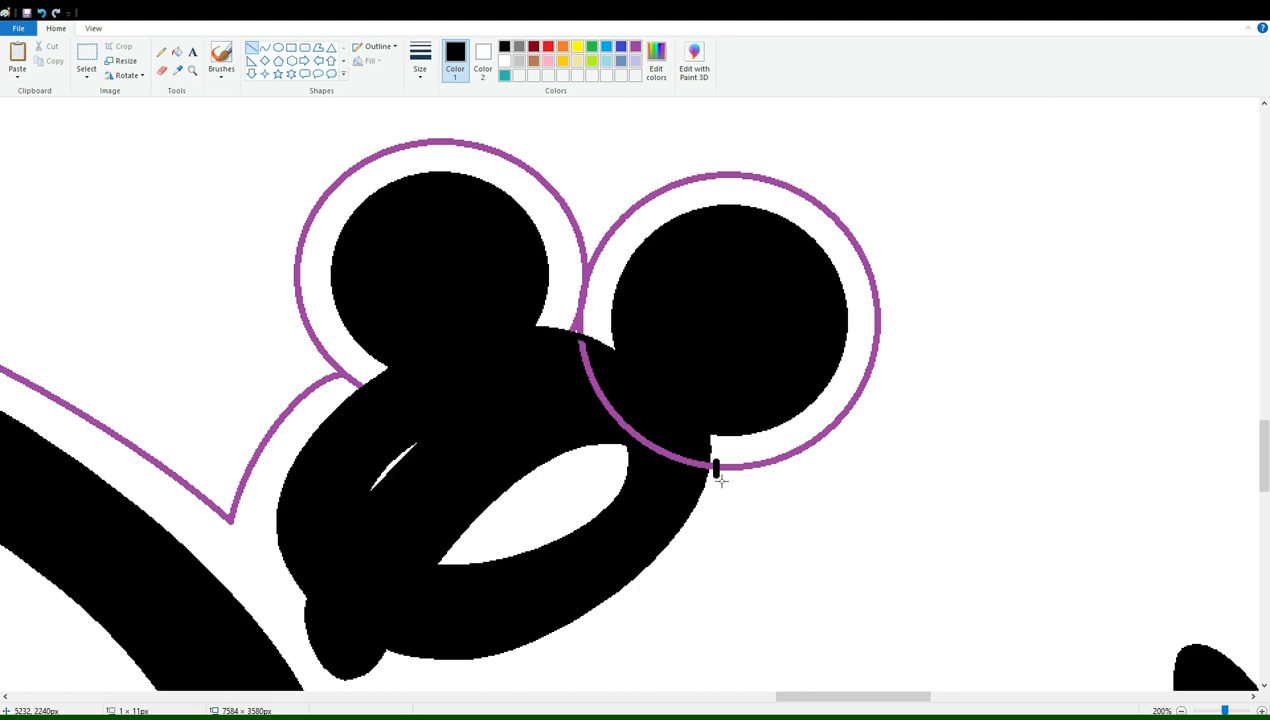 File Home View
Paste
Cut
Copy
Clipboard
Select
Crop
Resize
Rotate
Image
A
Tools
Brushes
Outline
Fill
Shapes
Size
Color 1
Color 2
Edit colors
Colors
Edit with Paint 3D
5232, 2240px 1 × 11px 7584 × 3580px 200%